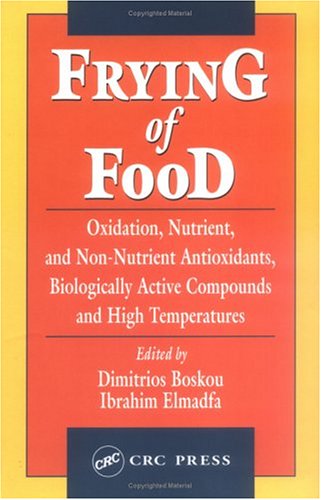 FRYING
of
FOOD
Oxidation, Nutrient,
and Non-Nutrient Antioxidants,
Biologically Active Compounds
and High Temperatures
Edited by
Dimitrios Boskou
Ibrahim Elmadfa
CRC CRC PRESS